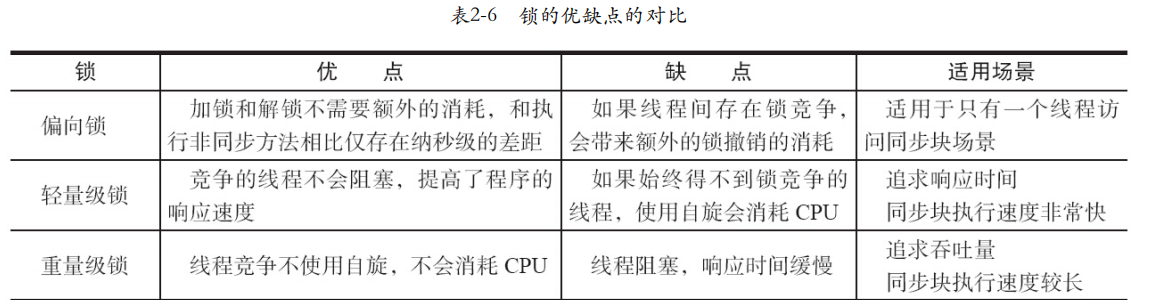 表2-6 锁的优缺点的对比
锁 优 点 缺 点 适用场景
偏向锁
加锁和解锁不需要额外的消耗，和执
行非同步方法相比仅存在纳秒级的差距
如果线程间存在锁竞争，
会带来额外的锁撤销的消耗
适用于只有一个线程访
问同步块场景
轻量级锁
竞争的线程不会阻塞，提高了程序的
响应速度
如果始终得不到锁竞争的
线程，使用自旋会消耗 CPU
追求响应时间
同步块执行速度非常快
重量级锁
线程竞争不使用自旋，不会消耗 CPU
线程阻塞，响应时间缓慢
追求吞吐量
同步块执行速度较长